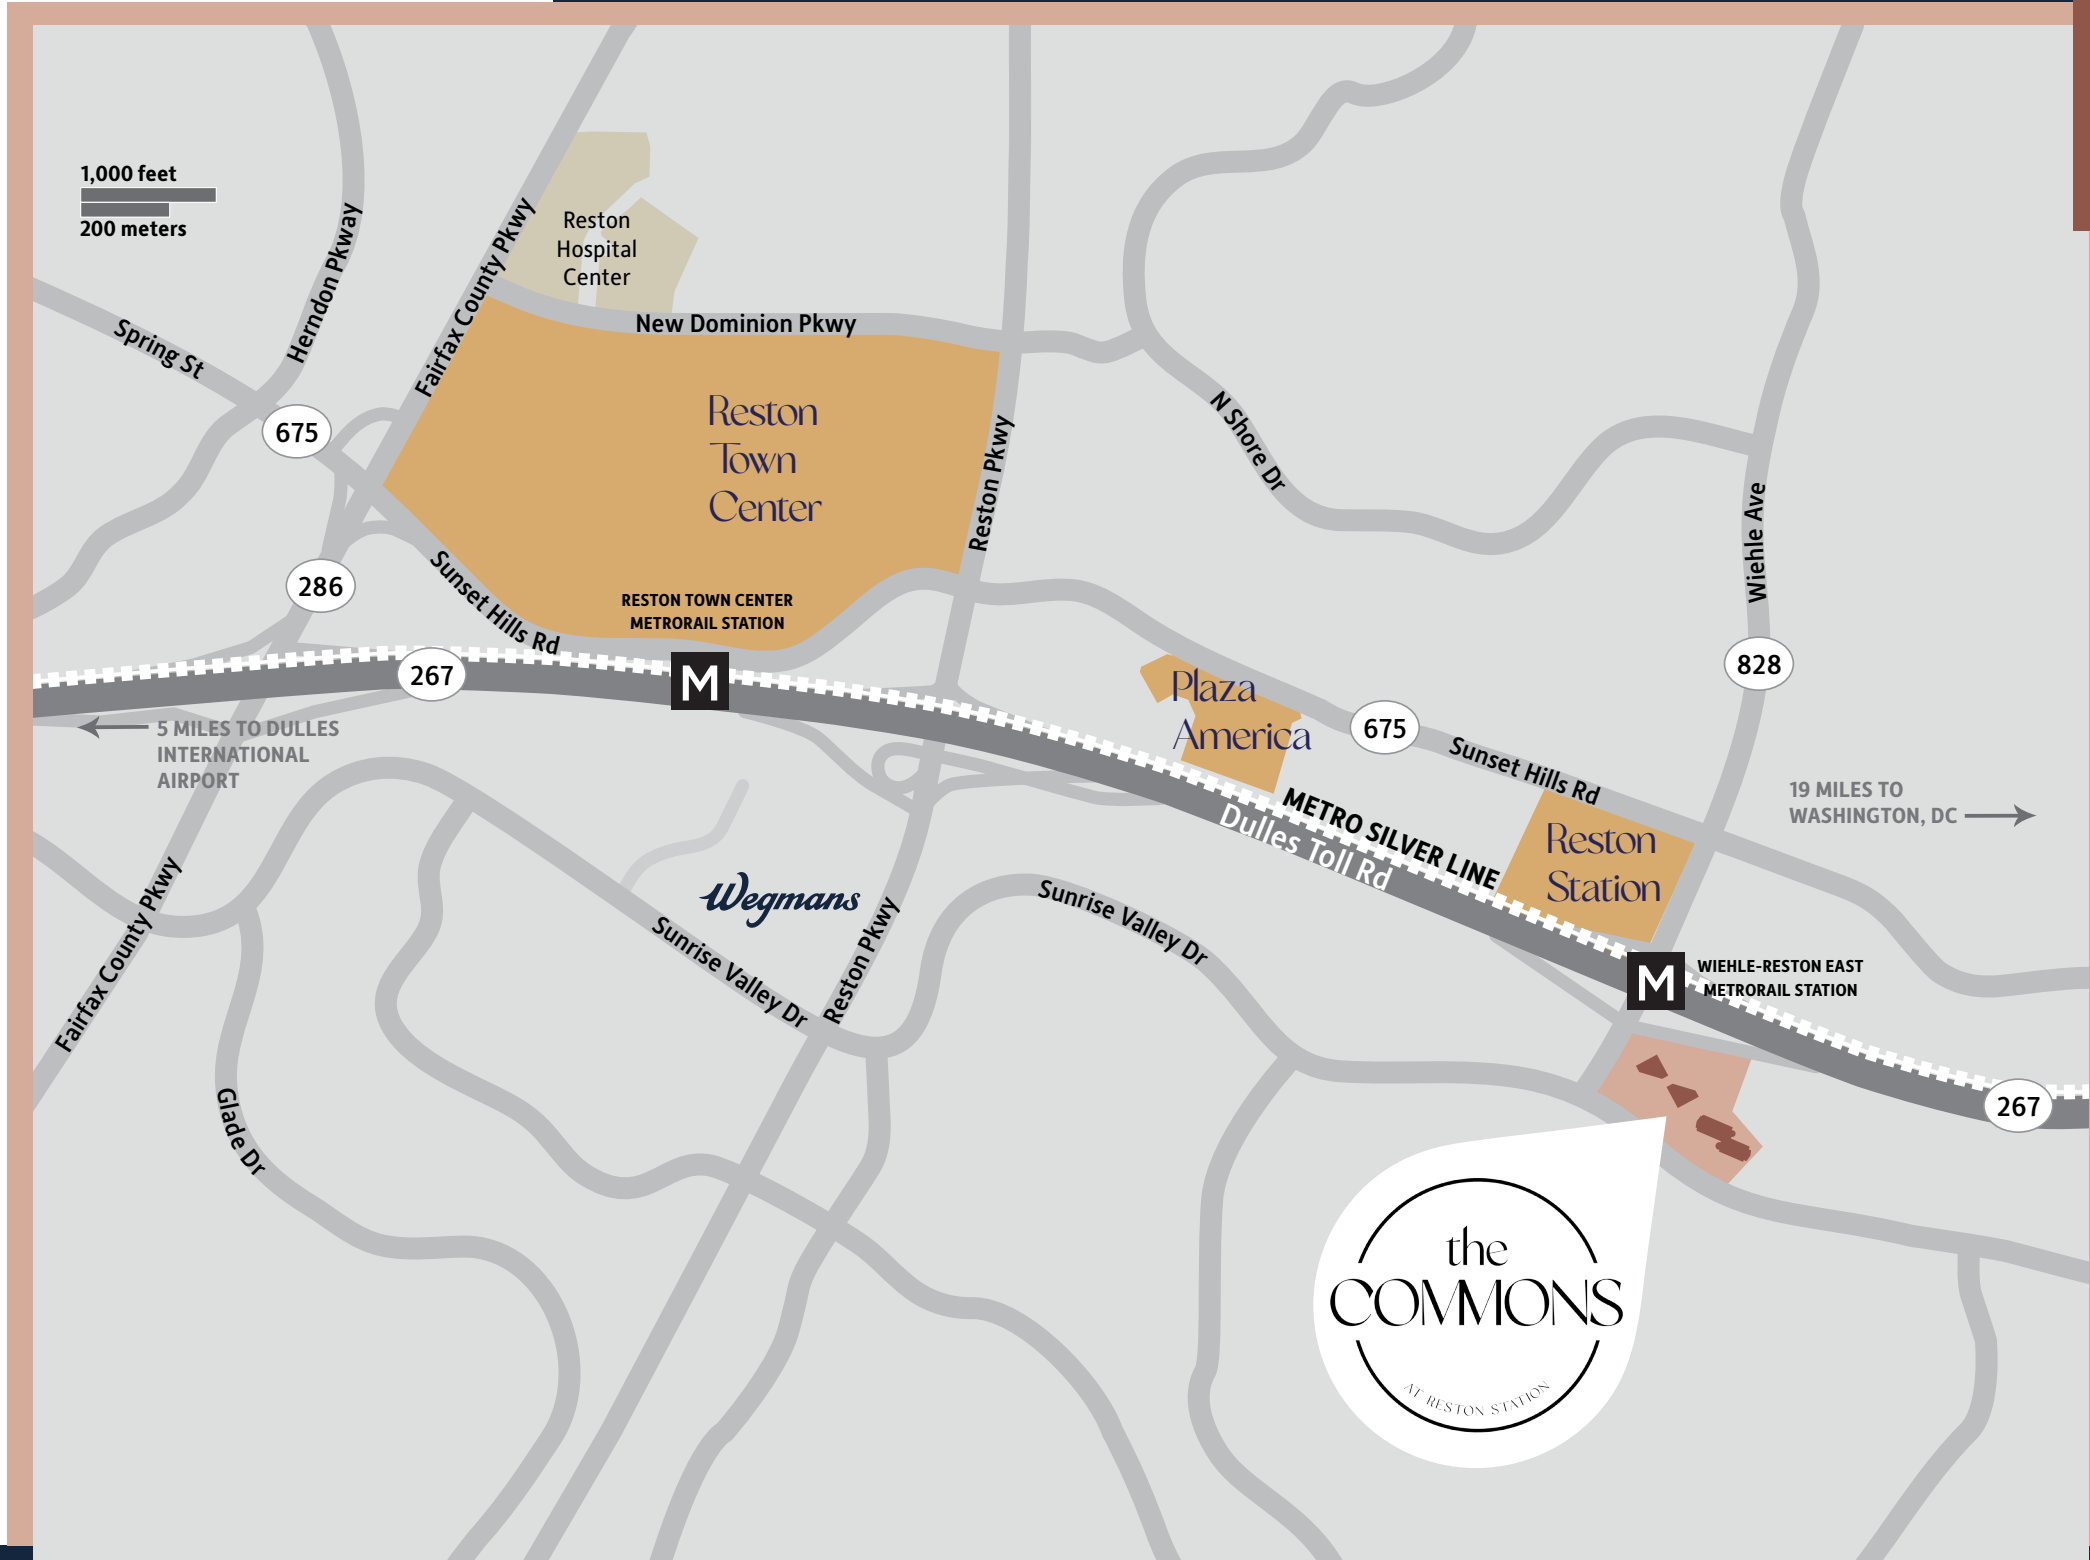 1,000 feet
200 meters
Herndon Pkway
Fairfax County Pkwy
Reston
Hospital
Center
Spring St
New Dominion Pkwy
675
Reston
Town
Center
Reston Pkwy
N Shore Dr
Wiehle Ave
286
Sunset Hills Rd
RESTON TOWN CENTER
METRORAIL STATION
M
267
828
Plaza
America
675
Sunset Hills Rd
5 MILES TO DULLES
INTERNATIONAL
AIRPORT
19 MILES TO
WASHINGTON, DC
METRO SILVER LINE
Dulles Toll Rd
Reston
Station
Wegmans
Fairfax County Pkwy
Sunrise Valley Dr
Reston Pkwy
Sunrise Valley Dr
M
WIEHLE-RESTON EAST
METRORAIL STATION
267
Glade Dr
the
COMMONS
AT RESTON STATION